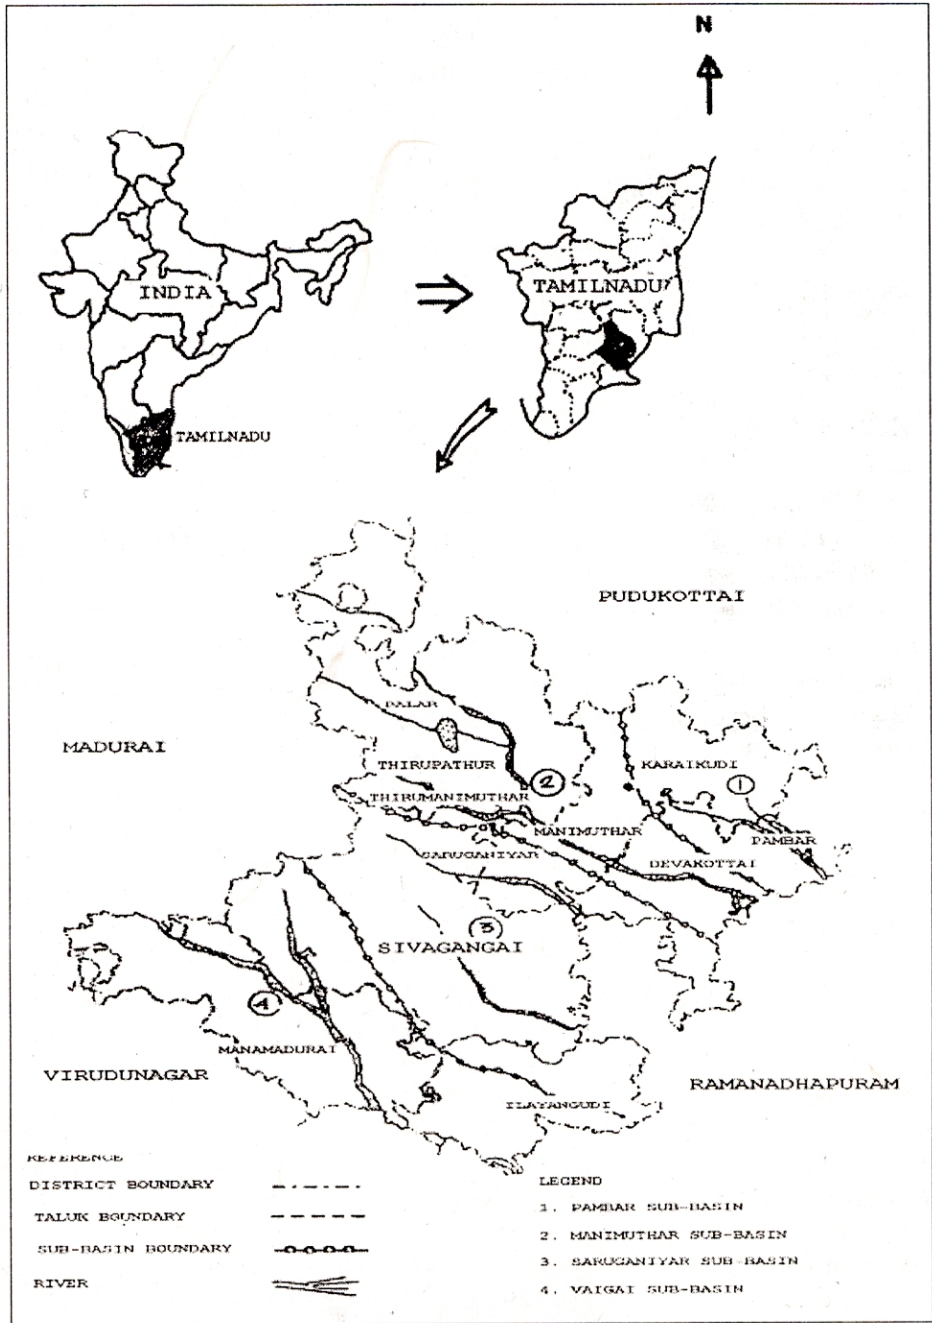 N
INDIA
TAMILNADU
TAMILNADU
PUDUKOTTAI
PALAR
MADURAI
THIRUPATHUR
KARAIKUDI
2
1
THIRUMANIMUTHAR
MANIMUTHAR
PAMBAR
SARUGANIYAR
DEVAKOTTAI
3
SIVAGANGAI
4
MANAMADURAI
VIRUDUNAGAR
RAMANADHAPURAM
ILAYANGUDI
REFERENCE
DISTRICT BOUNDARY
TALUK BOUNDARY
SUB-BASIN BOUNDARY
RIVER
LEGEND
1. PAMBAR SUB-BASIN
2. MANIMUTHAR SUB-BASIN
3. SARUGANIYAR SUB-BASIN
4. VAIGAI SUB-BASIN